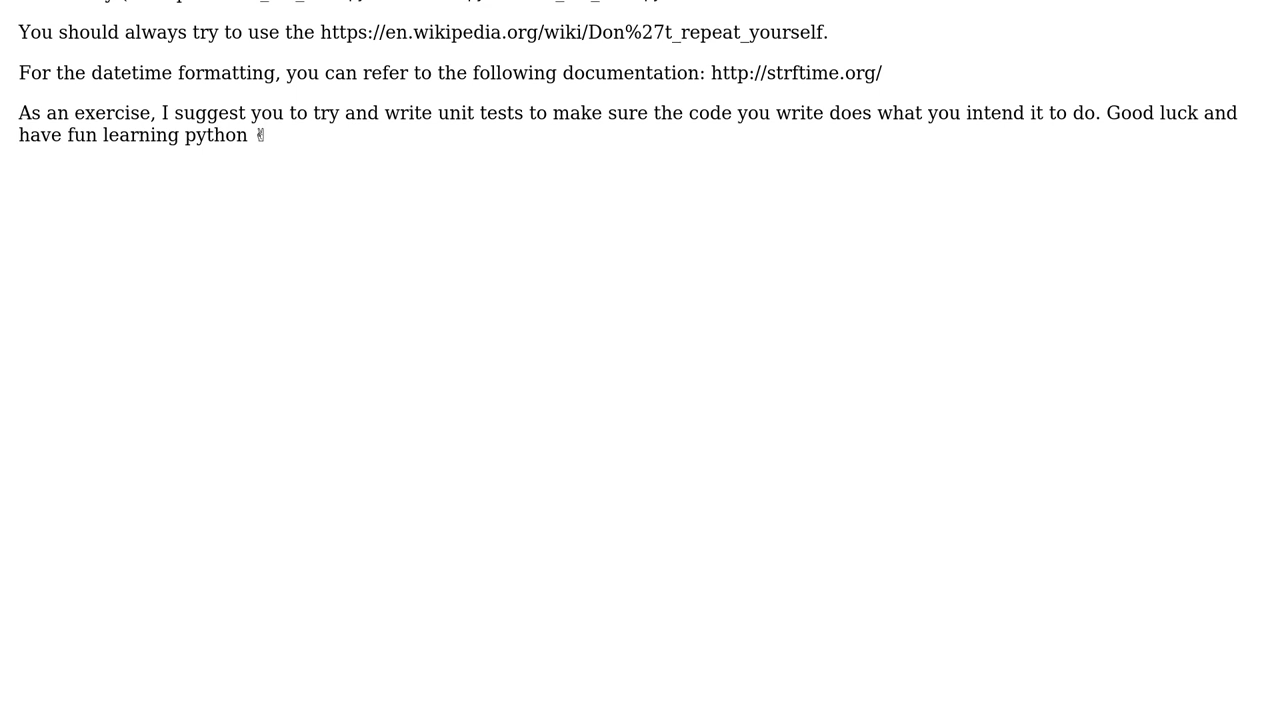 You should always try to use the https://en.wikipedia.org/wiki/Don%27t_repeat_yourself.
For the datetime formatting, you can refer to the following documentation: http://strftime.org/
As an exercise, I suggest you to try and write unit tests to make sure the code you write does what you intend it to do. Good luck and
have fun learning python ✌